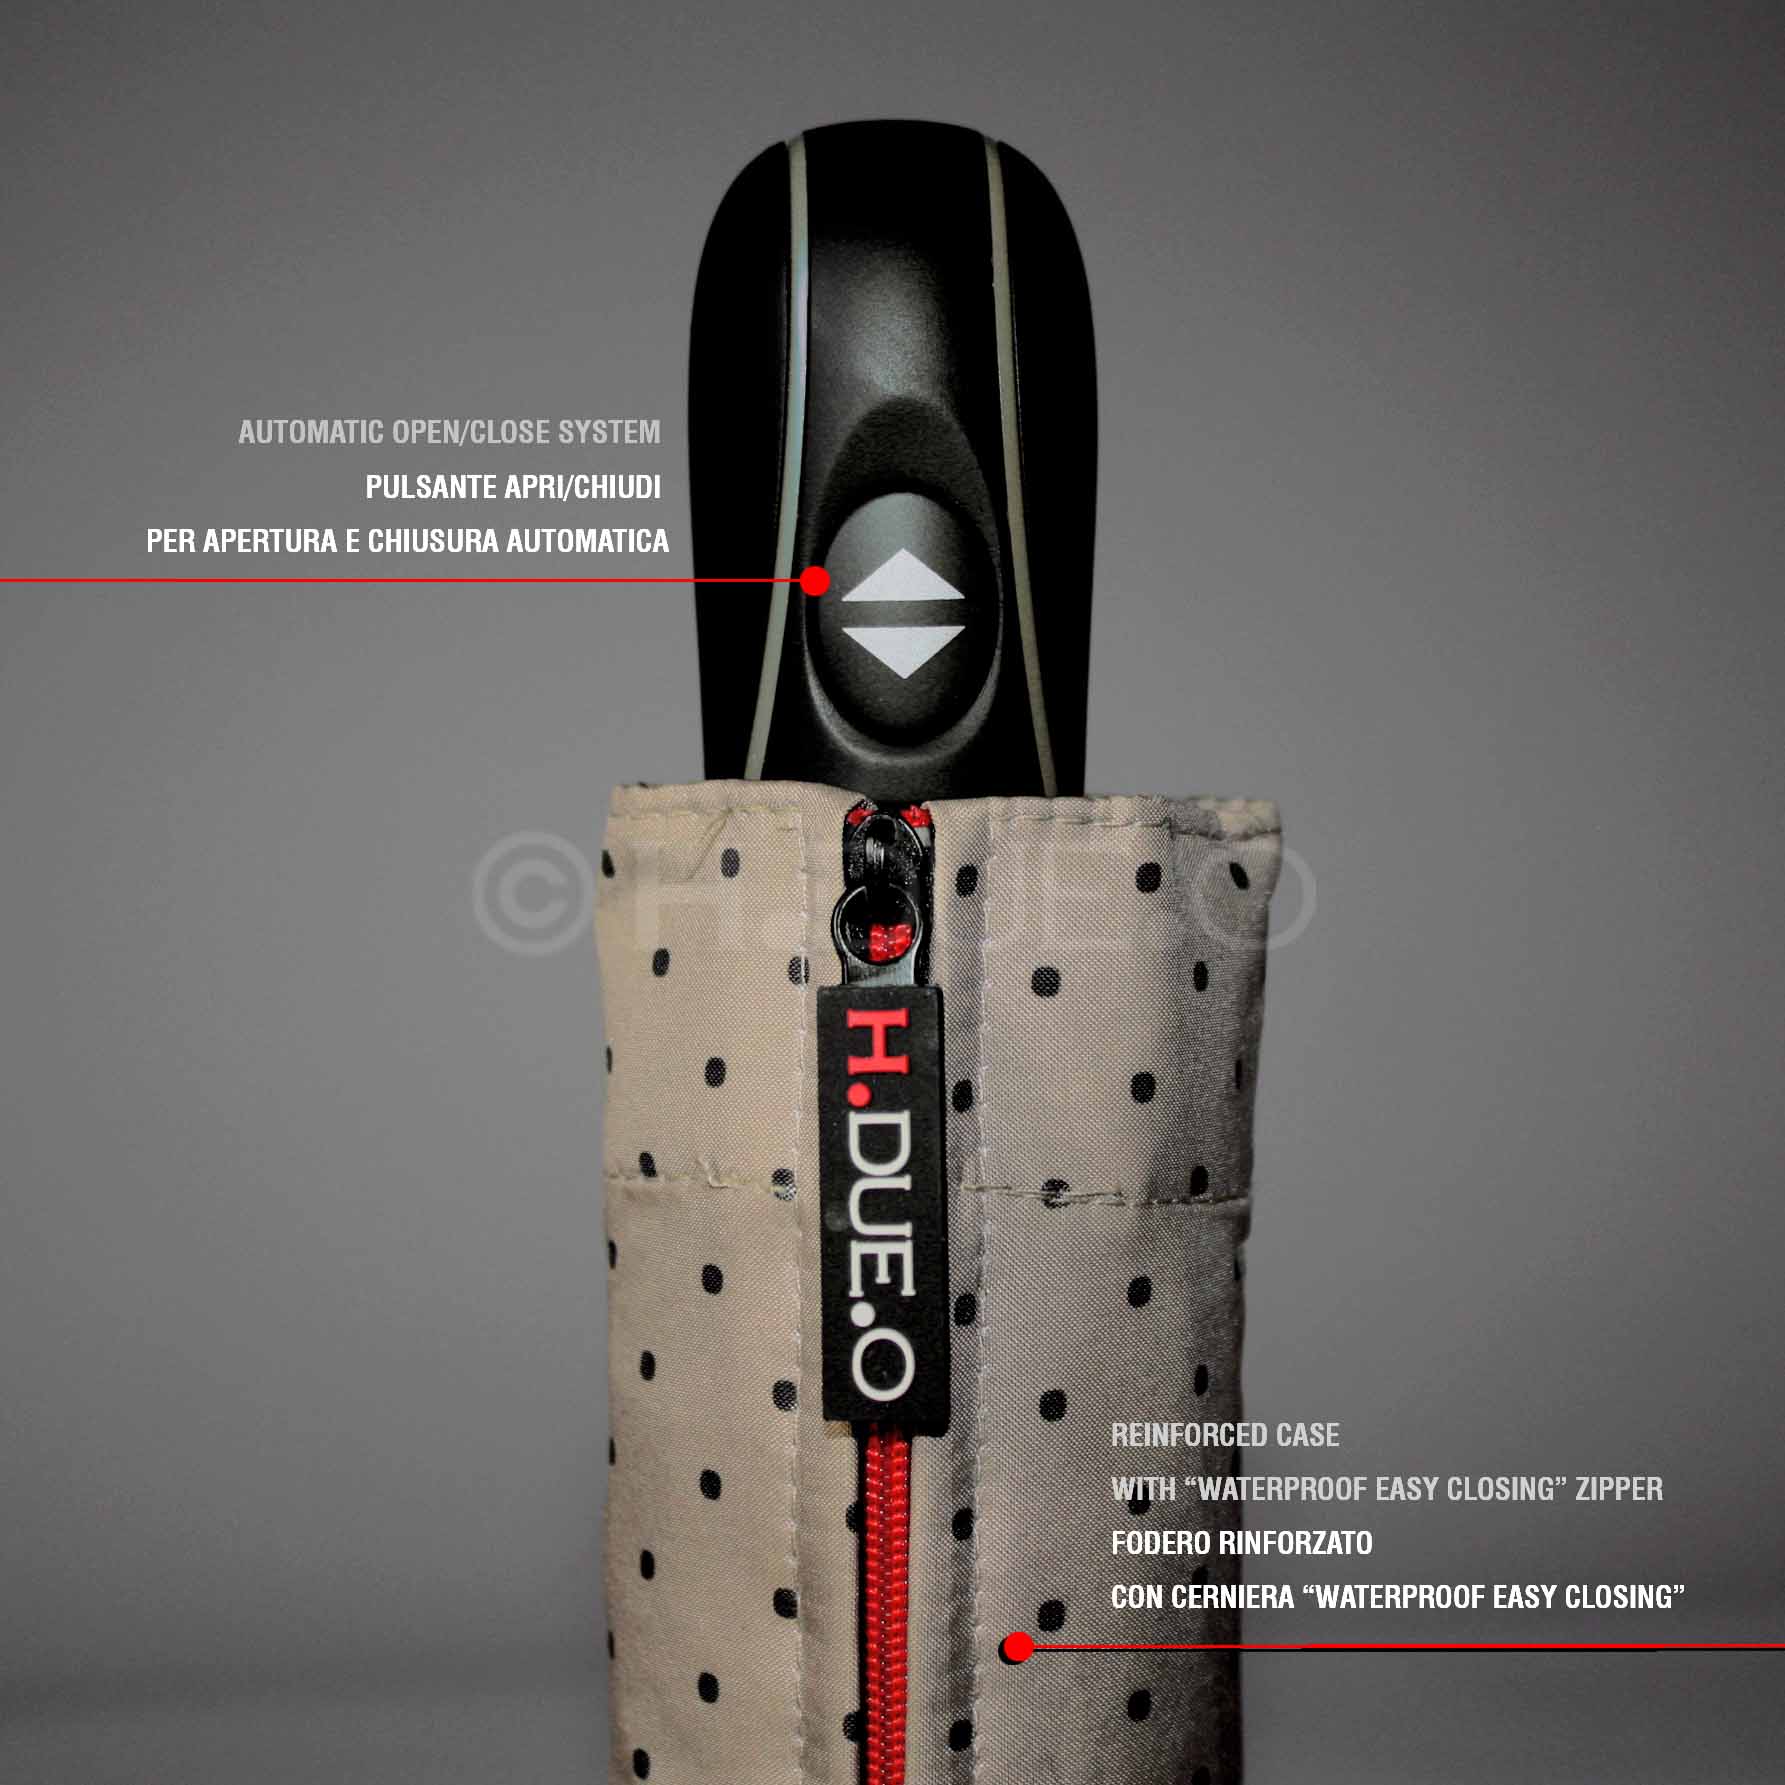 AUTOMATIC OPEN/CLOSE SYSTEM
PULSANTE APRI/CHIUDI
PER APERTURA E CHIUSURA AUTOMATICA
© H.DUE.O
H.DUE.O
REINFORCED CASE
WITH “WATERPROOF EASY CLOSING” ZIPPER
FODERO RINFORZATO
CON CERNIERA “WATERPROOF EASY CLOSING”